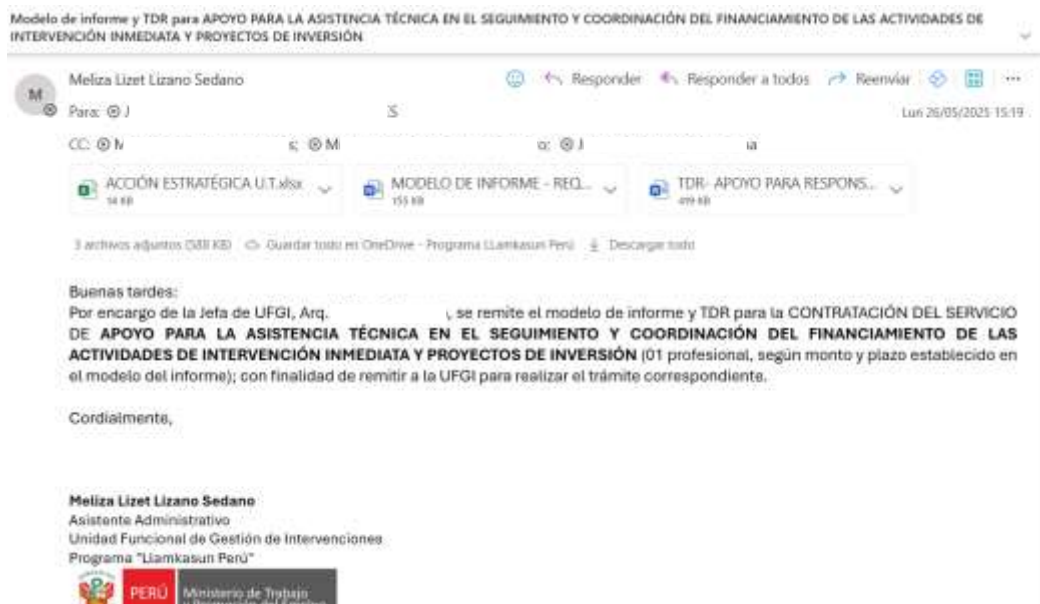 Modelo de informe y TDR para APOYO PARA LA ASISTENCIA TÉCNICA EN EL SEGUIMIENTO Y COORDINACIÓN DEL FINANCIAMIENTO DE LAS ACTIVIDADES DE
INTERVENCIÓN INMEDIATA Y PROYECTOS DE INVERSIÓN
M
Meliza Lizet Lizano Sedano
Responder
Responder a todos
Reenviar
...
Para: J S
Lun 26/05/2025 15:19
CC: M s; M o; J a
ACCIÓN ESTRATÉGICA U.T.xlsx
MODELO DE INFORME - REQ...
TDR- APOYO PARA RESPONS...
14 KB
155 KB
419 KB
3 archivos adjuntos (588 KB) Guardar todo en OneDrive - Programa LLamkasun Perú Descargar todo
Buenas tardes:
Por encargo de la Jefa de UFGI, Arq. , se remite el modelo de informe y TDR para la CONTRATACIÓN DEL SERVICIO
DE APOYO PARA LA ASISTENCIA TÉCNICA EN EL SEGUIMIENTO Y COORDINACIÓN DEL FINANCIAMIENTO DE LAS
ACTIVIDADES DE INTERVENCIÓN INMEDIATA Y PROYECTOS DE INVERSIÓN (01 profesional, según monto y plazo establecido en
el modelo del informe); con finalidad de remitir a la UFGI para realizar el trámite correspondiente.
Cordialmente,
Meliza Lizet Lizano Sedano
Asistente Administrativo
Unidad Funcional de Gestión de Intervenciones
Programa "Llamkasun Perú"
PERÚ
Ministerio de Trabajo
y Promoción del Empleo